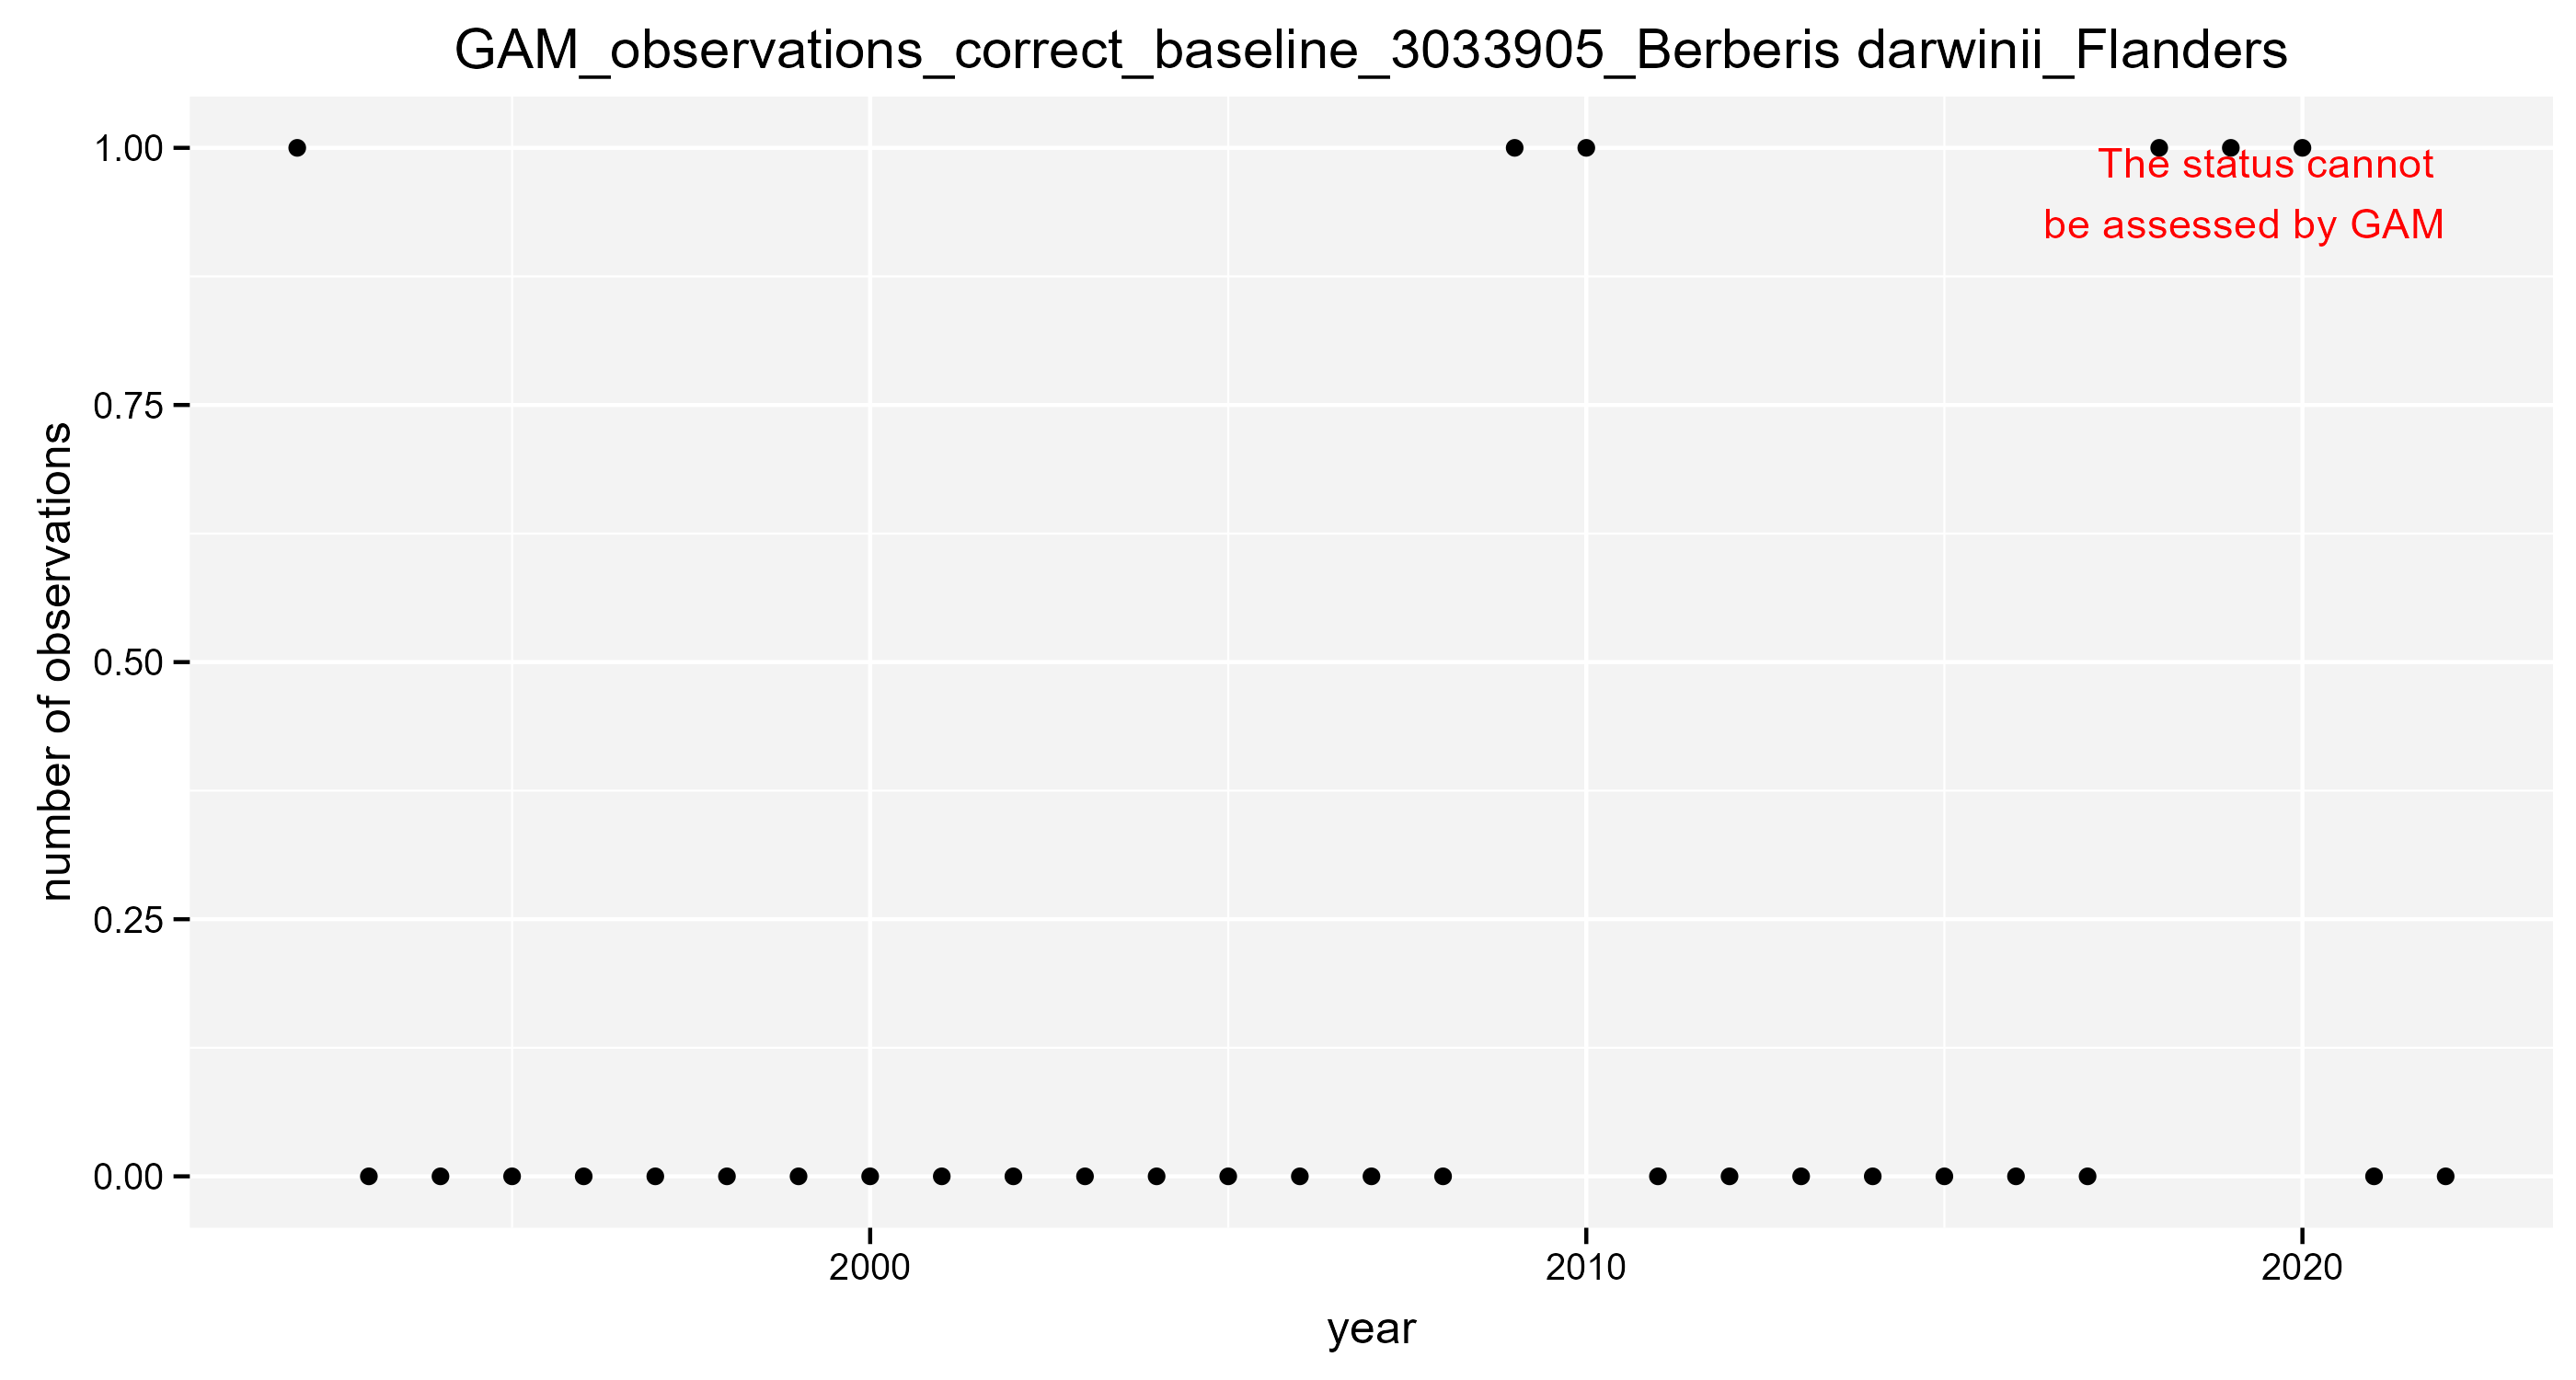 GAM_observations_correct_baseline_3033905_Berberis darwinii_Flanders
1.00
The status cannot
be assessed by GAM
0.75
0.50
0.25
0.00
number of observations
2000 2010 2020
year